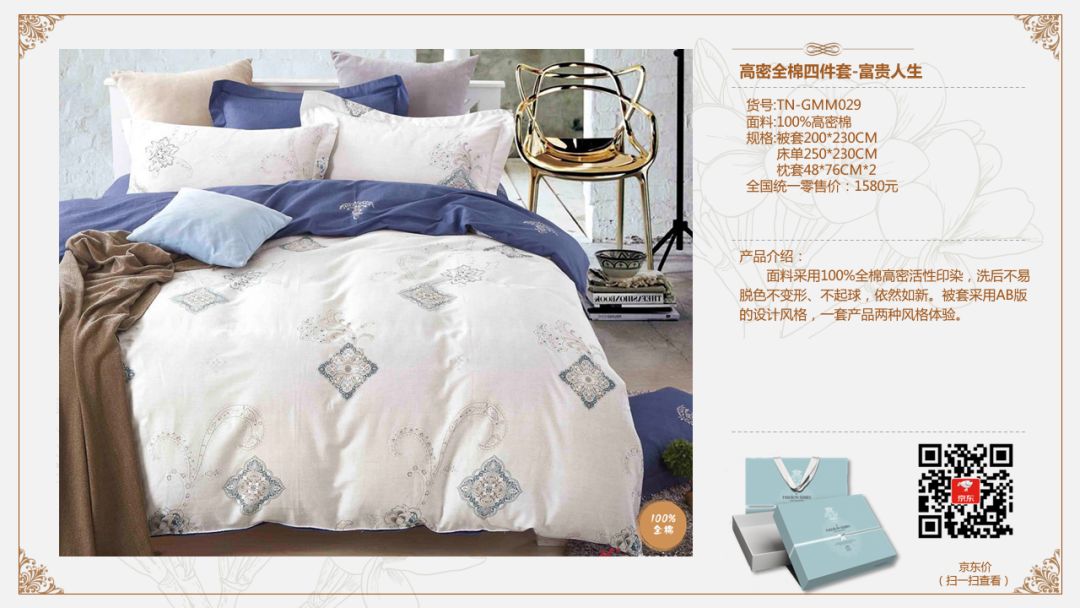 高密全棉四件套-富贵人生
货号:TN-GMM029
面料:100%高密棉
规格:被套200*230CM
床单250*230CM
枕套48*76CM*2
全国统一零售价：1580元
产品介绍：
面料采用100%全棉高密活性印染，洗后不易
脱色不变形、不起球，依然如新。被套采用AB版
的设计风格，一套产品两种风格体验。
THEFASHIONBOOK
100%
全棉
京东
京东价
（扫一扫查看）